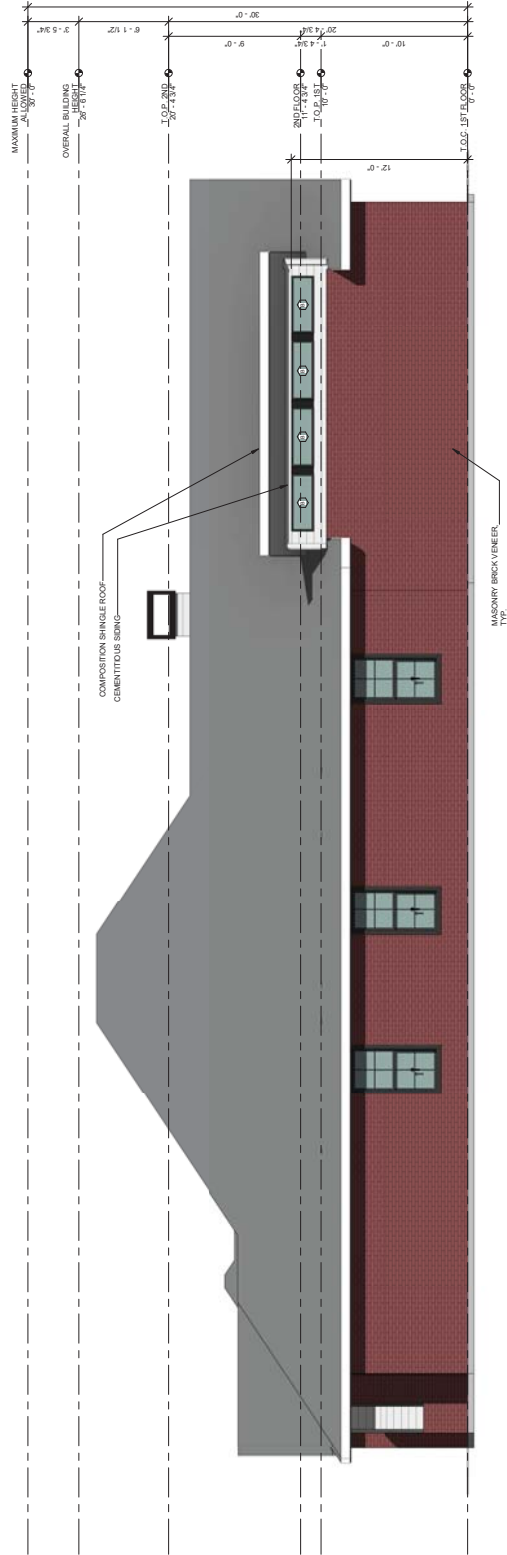 30' - 0"
3' - 5 3/4"
6' - 1 1/2"
20' - 4 3/4"
9' - 0"
1' - 4 3/4"
10' - 0"
MAXIMUM HEIGHT
ALLOWED
30' - 0"
OVERALL BUILDING
HEIGHT
26' - 6 1/4"
T.O.P. 2ND
20' - 4 3/4"
2ND FLOOR
11' - 4 3/4"
T.O.P. 1ST
10' - 0"
T.O.C. 1ST FLOOR
0' - 0"
12' - 0"
COMPOSITION SHINGLE ROOF
CEMENTITIOUS SIDING
MASONRY BRICK VENEER,
TYP.